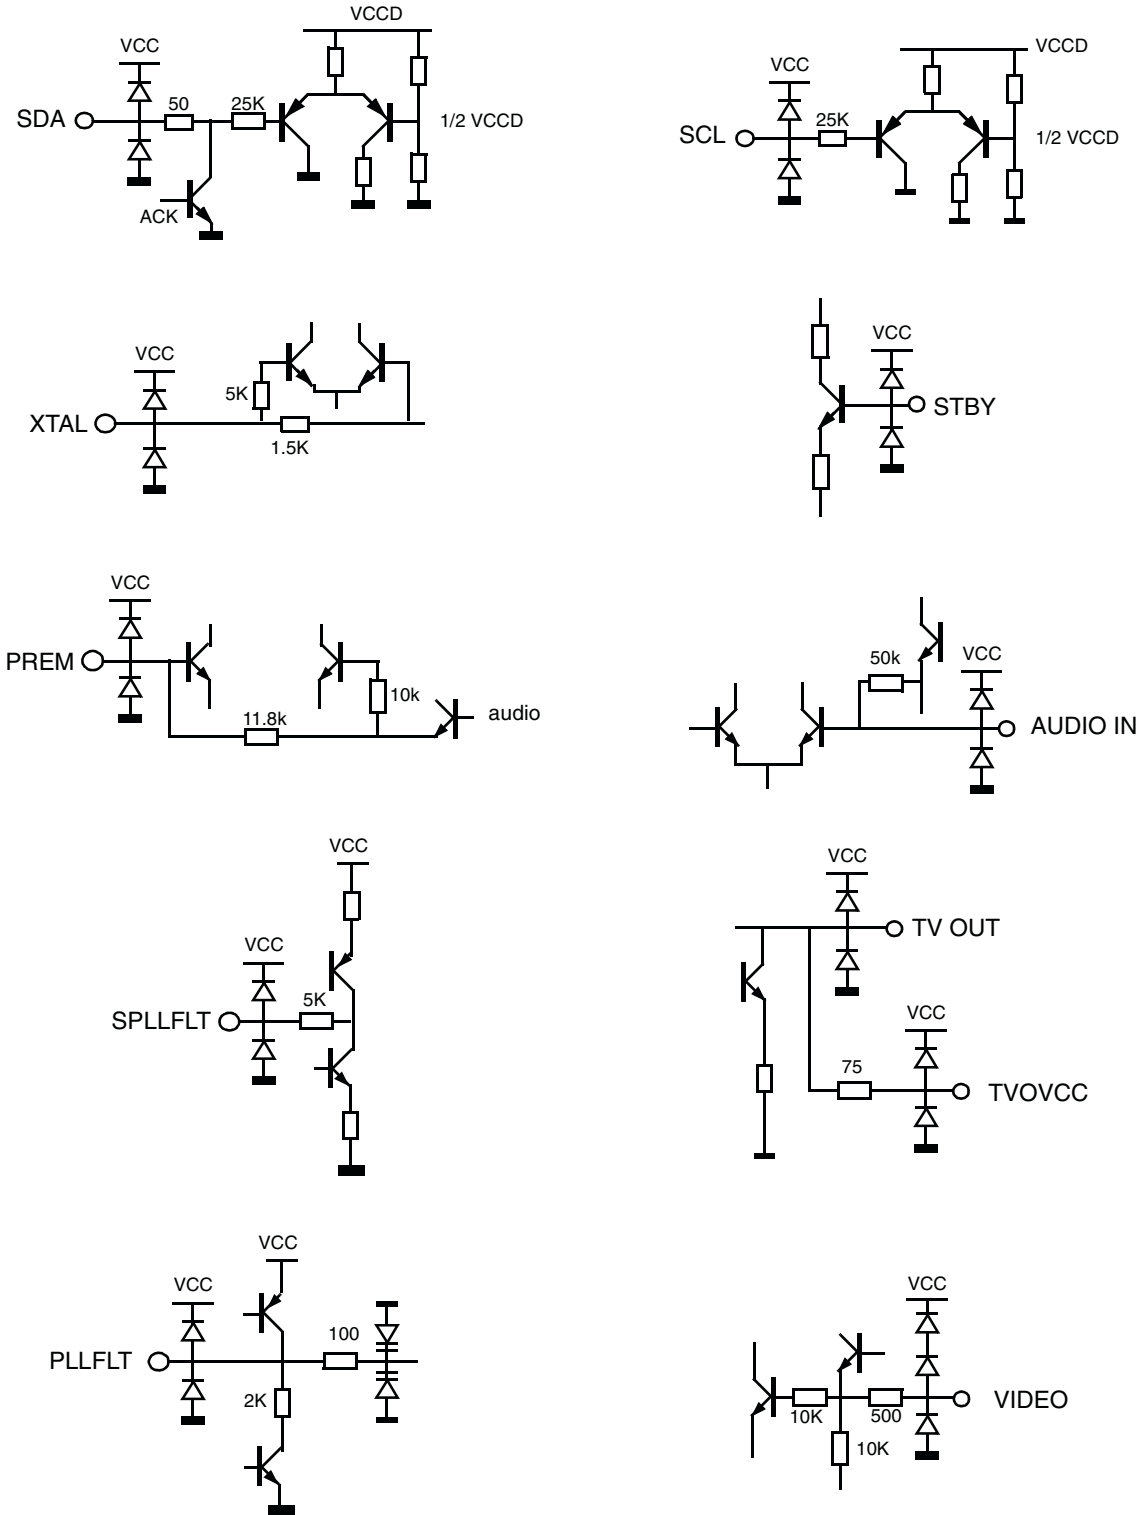 VCCD
VCC
50
25K
SDA
1/2 VCCD
ACK
VCCD
VCC
25K
SCL
1/2 VCCD
VCC
5K
XTAL
1.5K
VCC
STBY
VCC
PREM
10k
11.8k
audio
50k
VCC
AUDIO IN
VCC
VCC
5K
SPLLFLT
VCC
TV OUT
VCC
75
TVOVCC
VCC
VCC
100
PLLFLT
2K
VCC
VIDEO
10K
500
10K